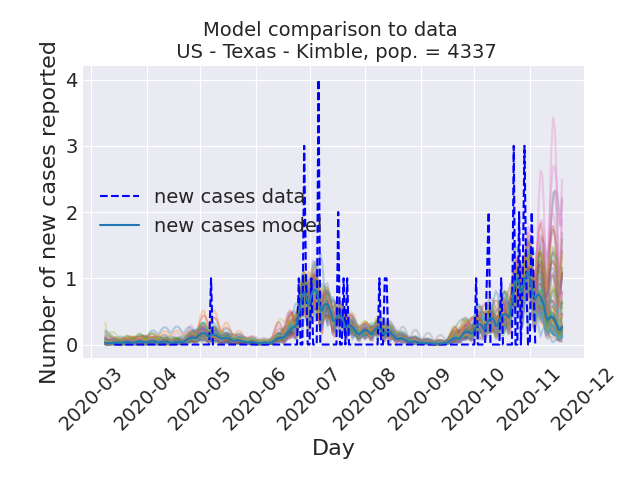 Model comparison to data
US - Texas - Kimble, pop. = 4337
Number of new cases reported
4
3
2
1
0
new cases data
new cases model
2020-03
2020-04
2020-05
2020-06
2020-07
2020-08
2020-09
2020-10
2020-11
2020-12
Day